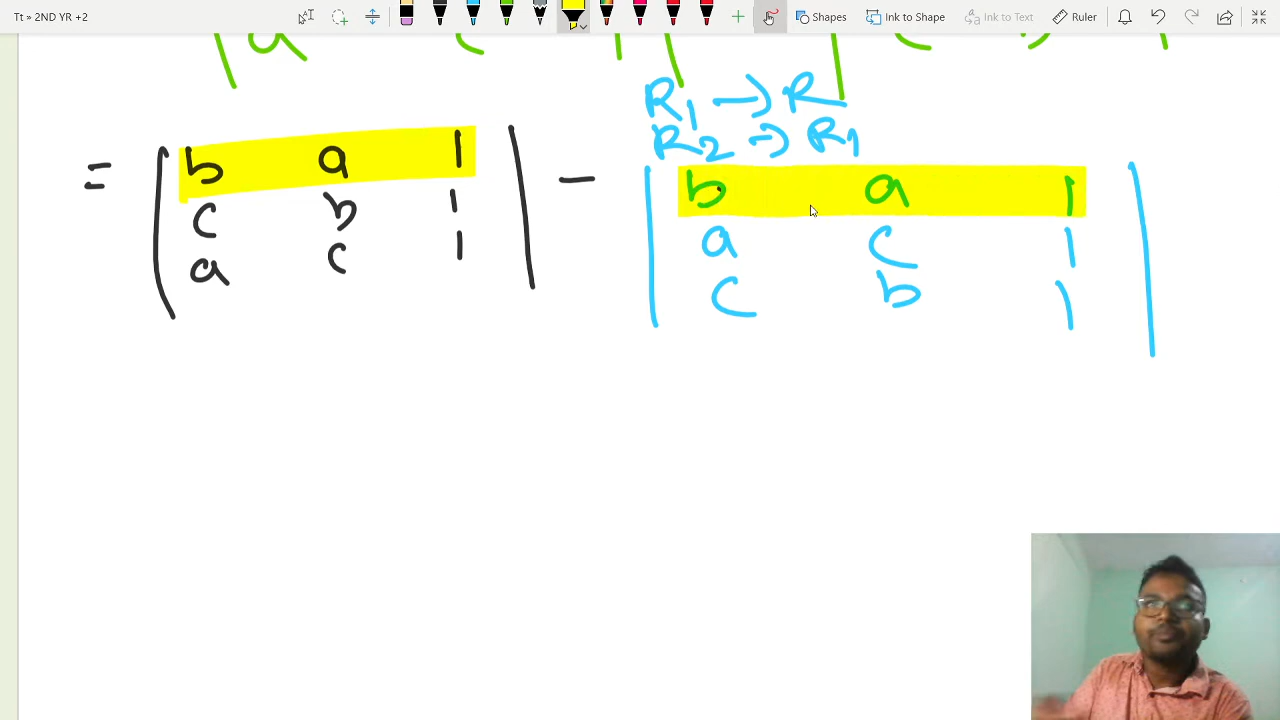 Tt » 2ND YR +2
Shapes Ink to Shape Ink to Text Ruler
R₁ → R
R₂ → R₁
= | b a 1 | - | b a 1 |
c b 1 a c 1
a c 1 c b 1